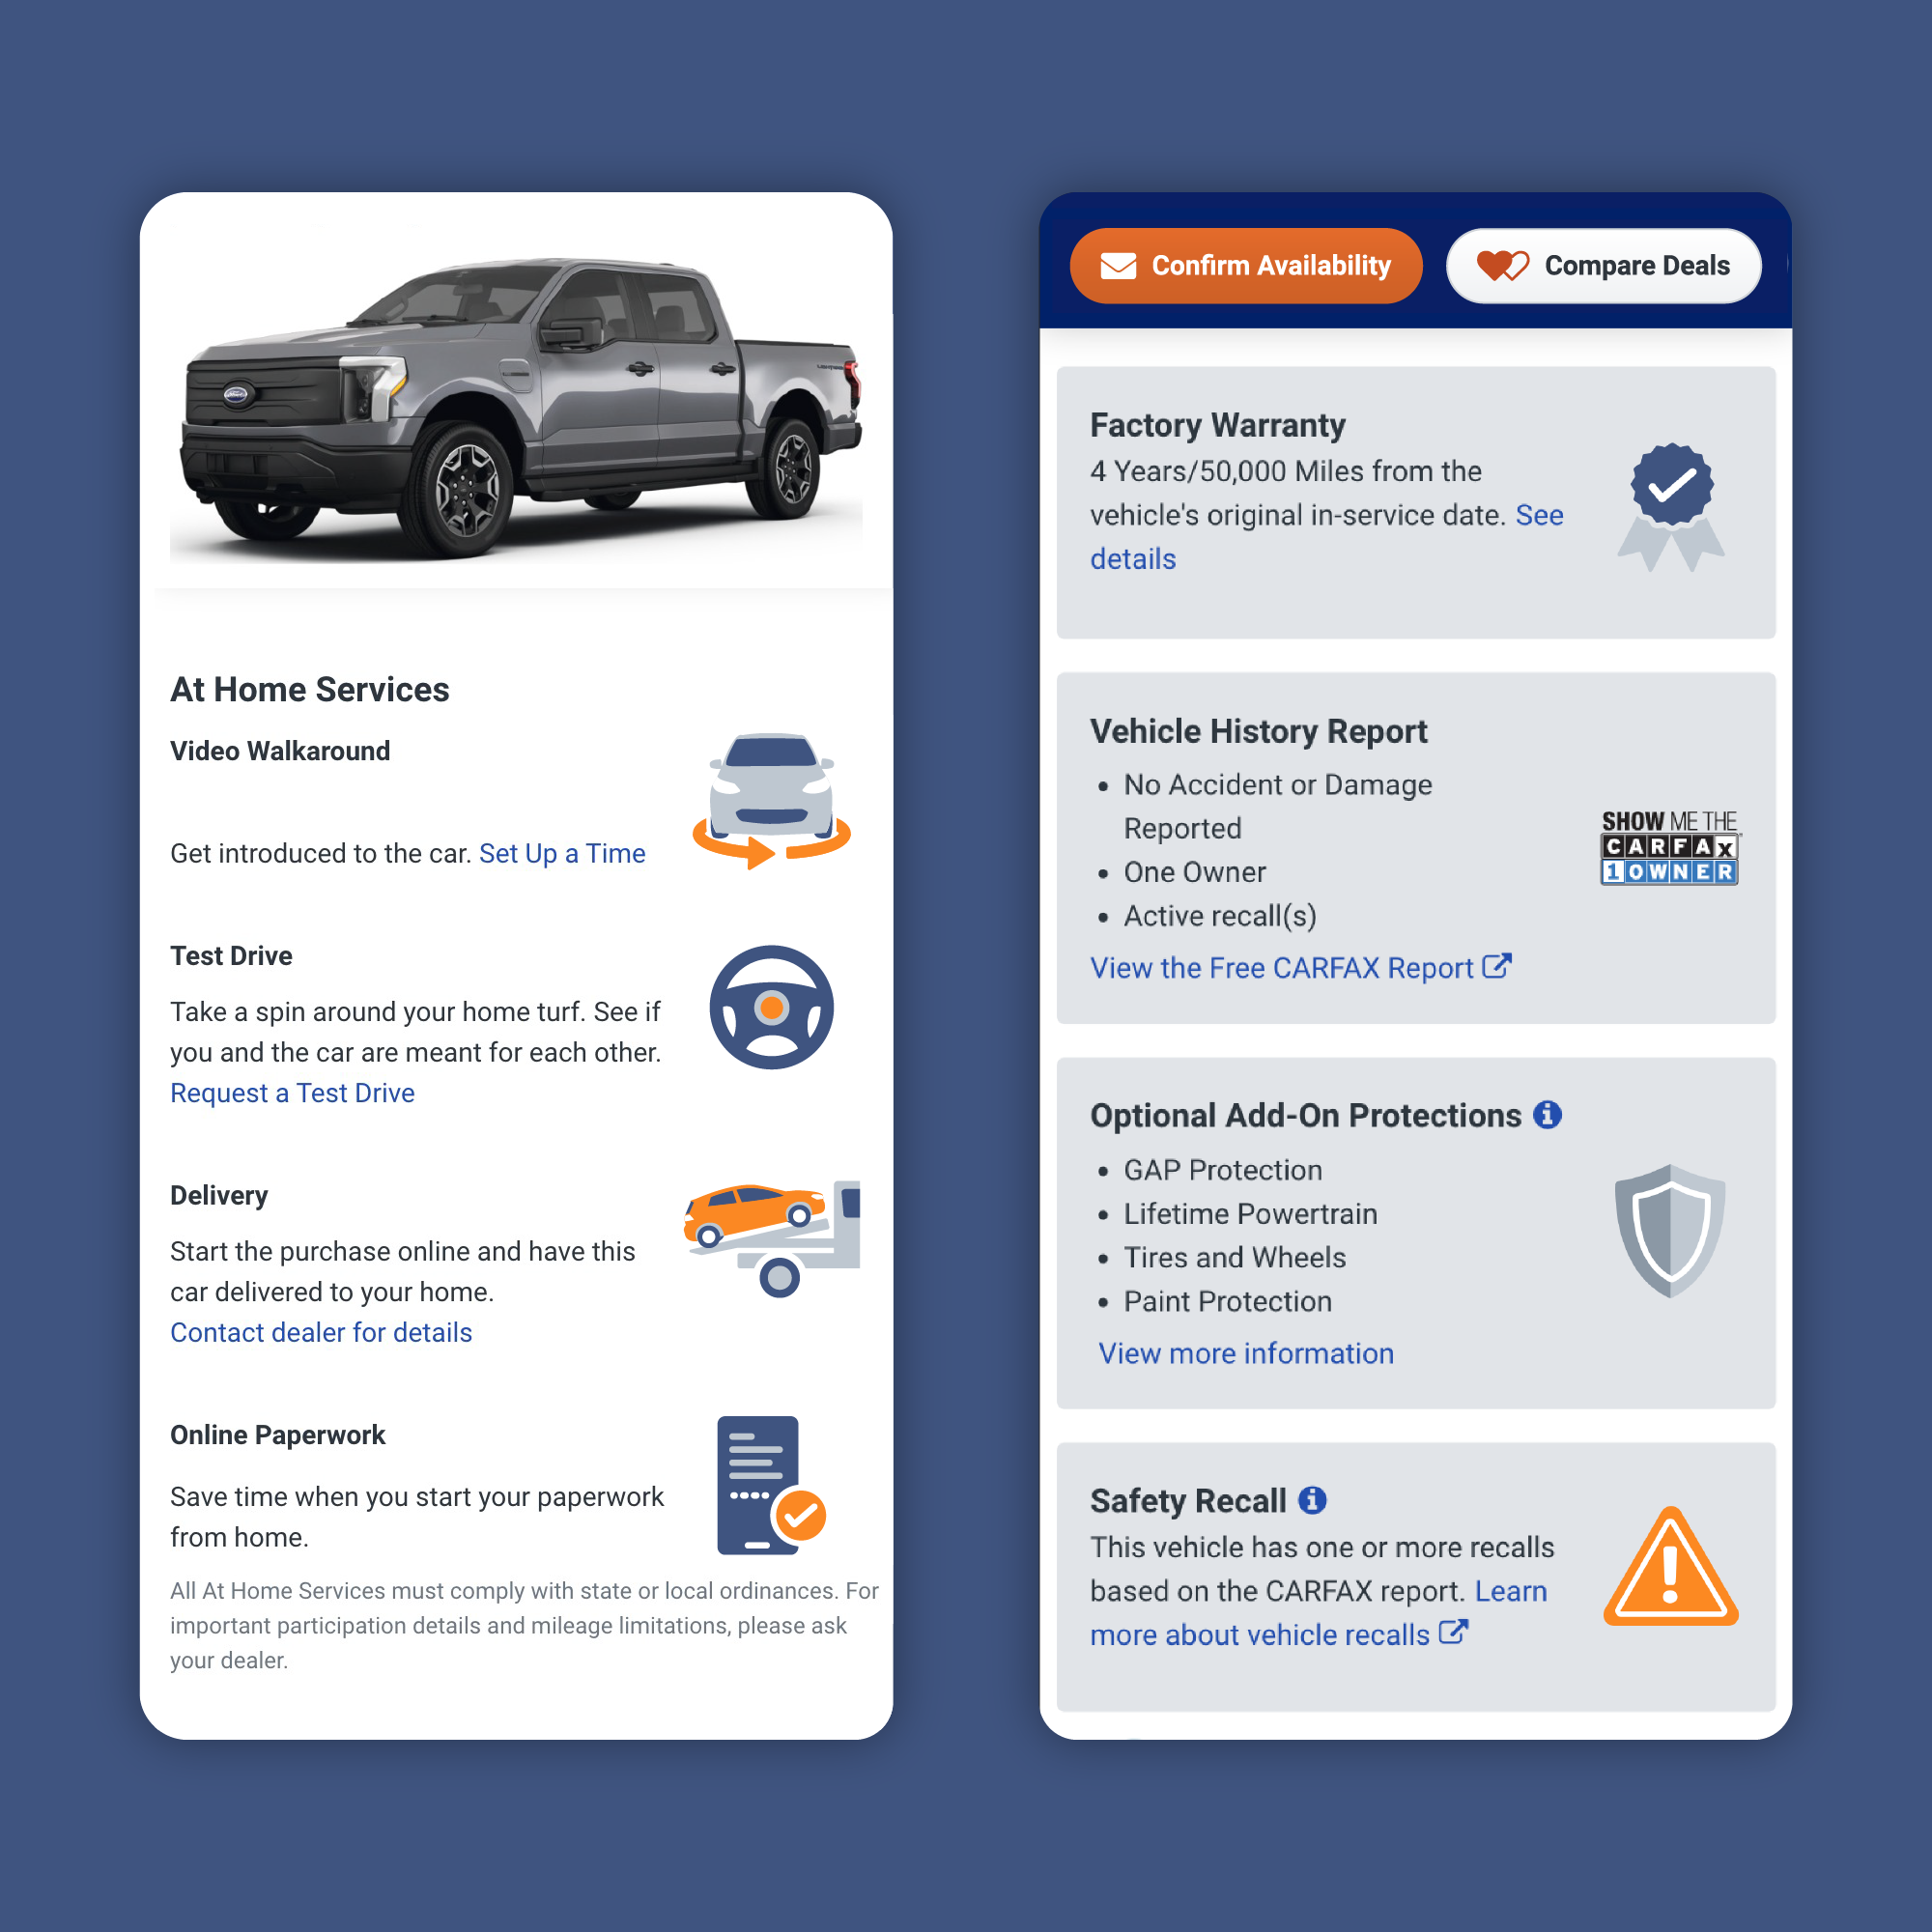 At Home Services
Video Walkaround
Get introduced to the car. Set Up a Time
Test Drive
Take a spin around your home turf. See if
you and the car are meant for each other.
Request a Test Drive
Delivery
Start the purchase online and have this
car delivered to your home.
Contact dealer for details
Online Paperwork
Save time when you start your paperwork
from home.
All At Home Services must comply with state or local ordinances. For
important participation details and mileage limitations, please ask
your dealer.
Confirm Availability
Compare Deals
Factory Warranty
4 Years/50,000 Miles from the
vehicle's original in-service date. See
details
Vehicle History Report
• No Accident or Damage
Reported
• One Owner
• Active recall(s)
View the Free CARFAX Report
SHOW ME THE
CARFAX
1 OWNER
Optional Add-On Protections
• GAP Protection
• Lifetime Powertrain
• Tires and Wheels
• Paint Protection
View more information
Safety Recall
This vehicle has one or more recalls
based on the CARFAX report. Learn
more about vehicle recalls